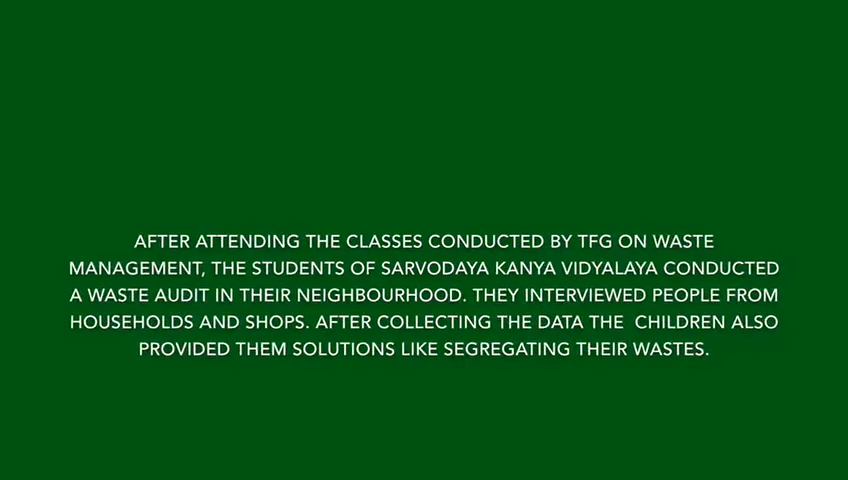 AFTER ATTENDING THE CLASSES CONDUCTED BY TFG ON WASTE
MANAGEMENT, THE STUDENTS OF SARVODAYA KANYA VIDYALAYA CONDUCTED
A WASTE AUDIT IN THEIR NEIGHBOURHOOD. THEY INTERVIEWED PEOPLE FROM
HOUSEHOLDS AND SHOPS. AFTER COLLECTING THE DATA THE  CHILDREN ALSO
PROVIDED THEM SOLUTIONS LIKE SEGREGATING THEIR WASTES.